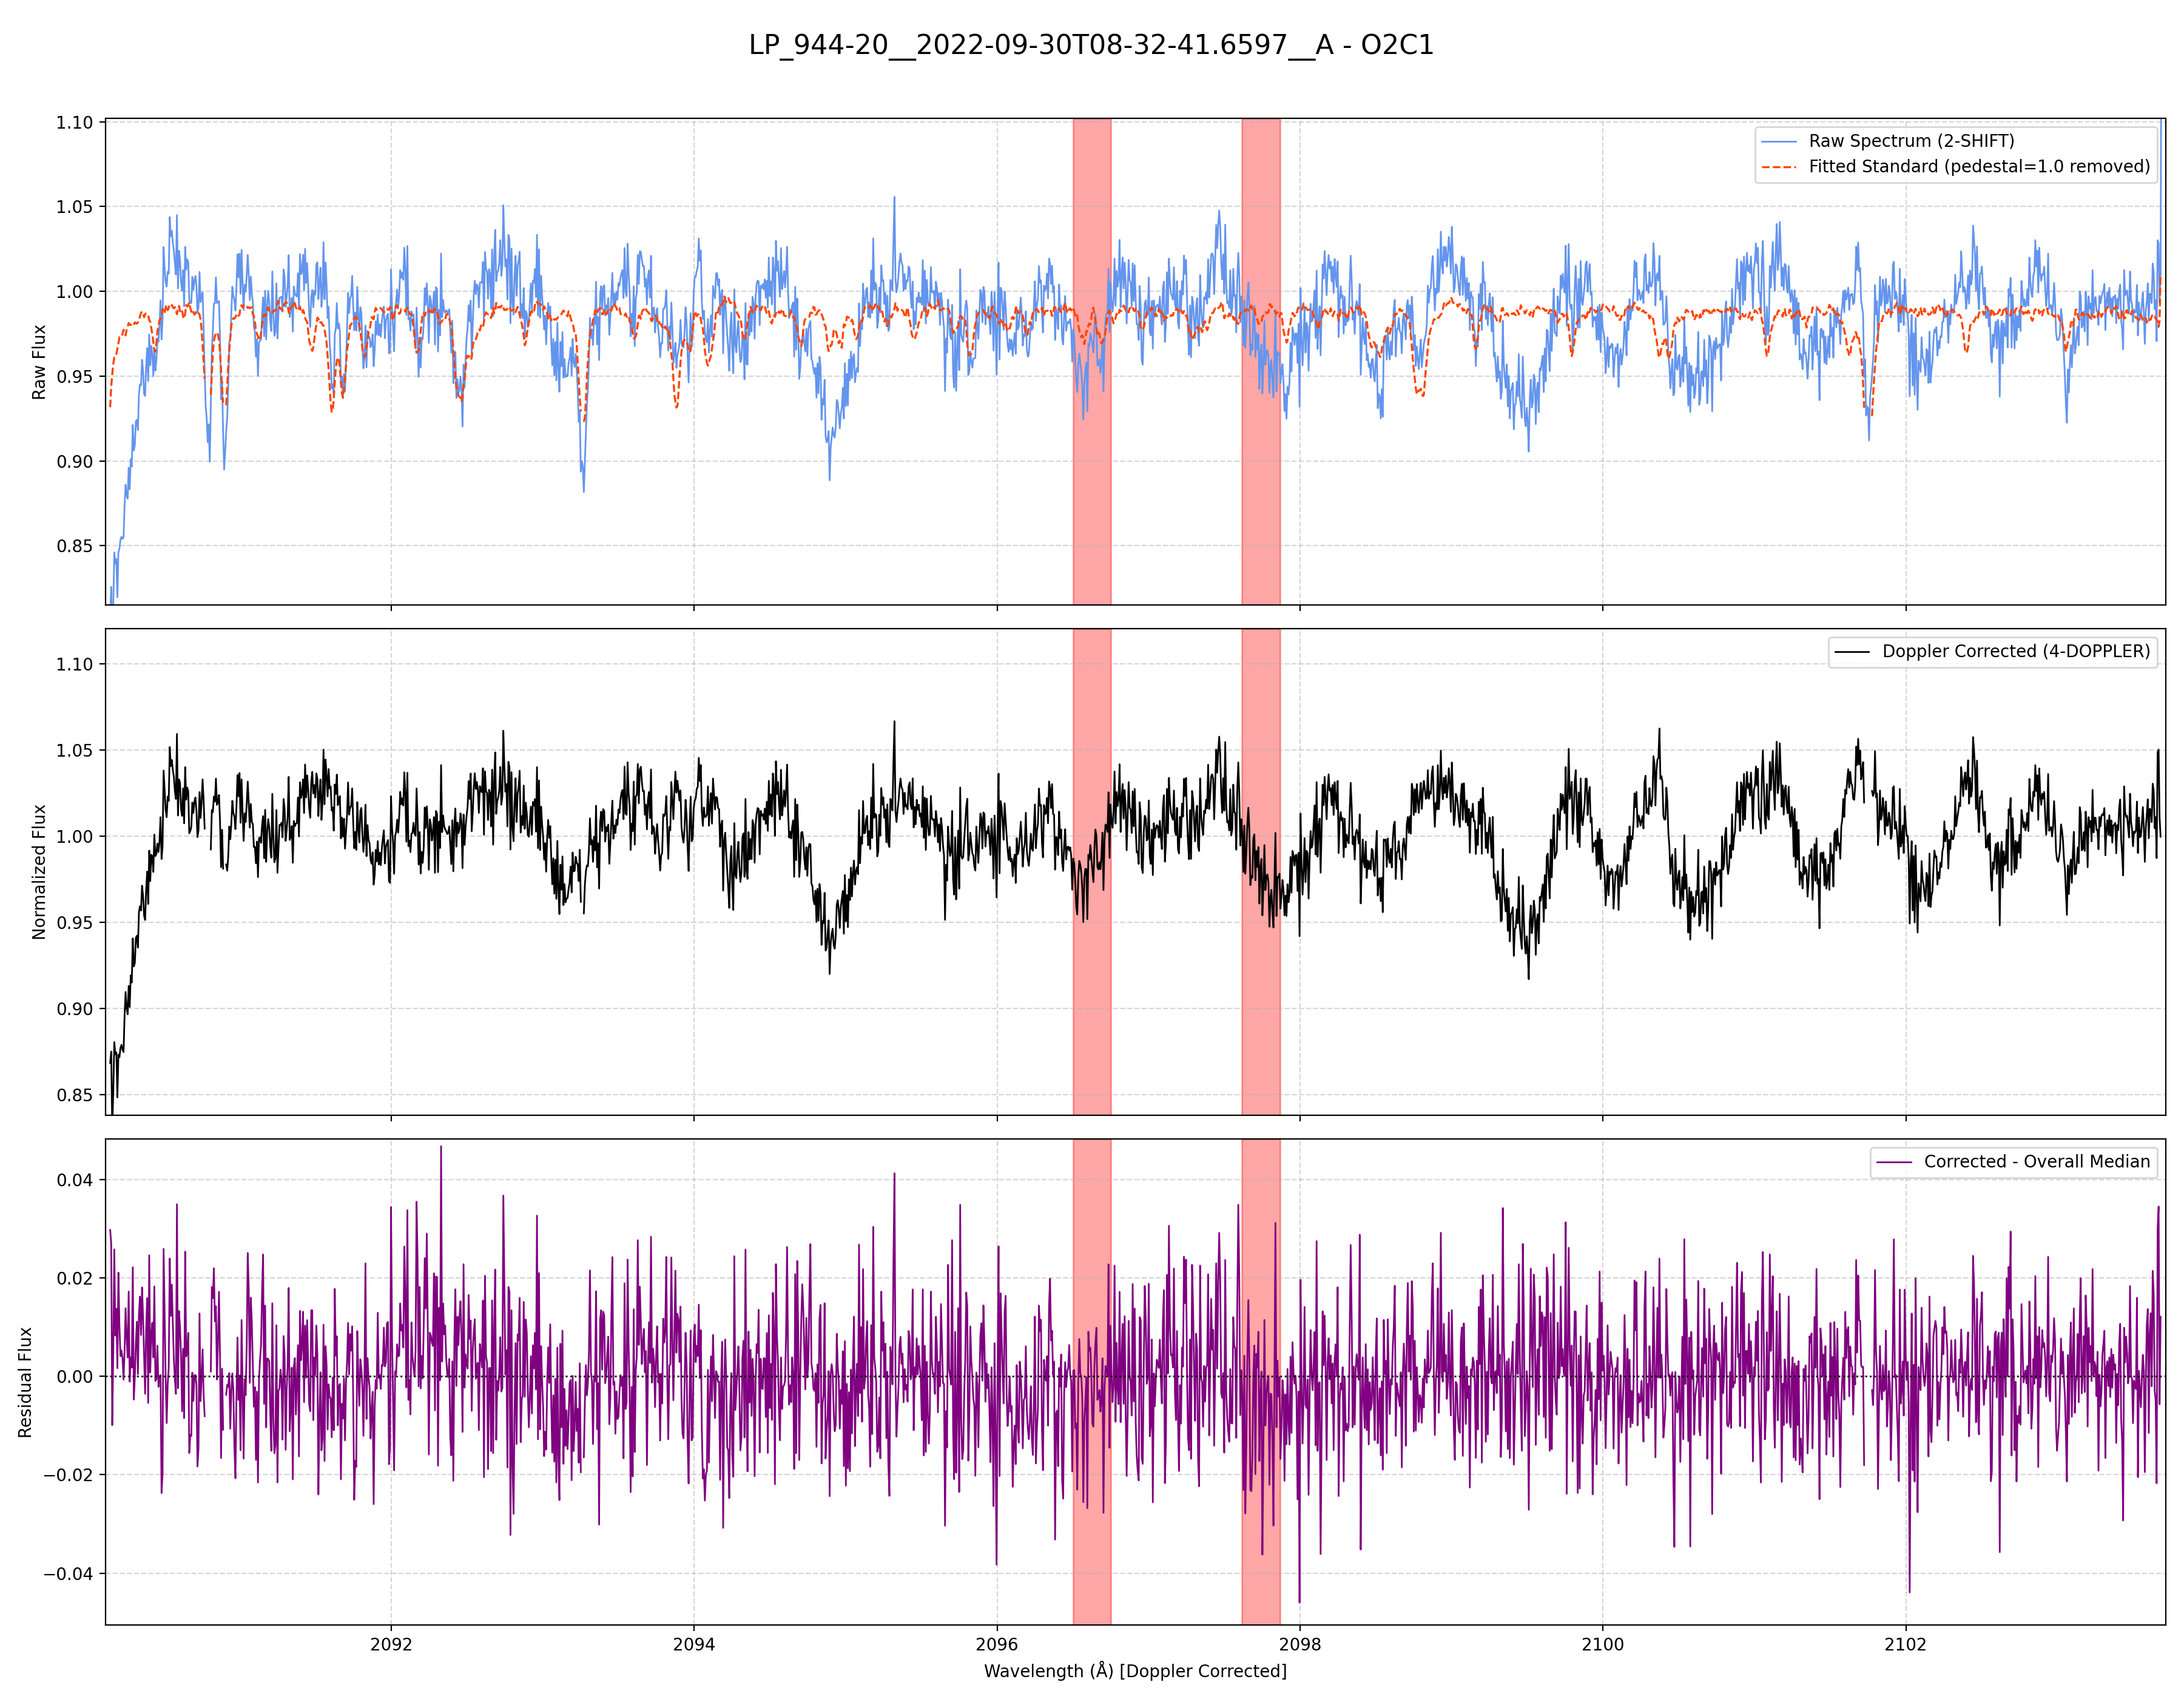 LP_944-20__2022-09-30T08-32-41.6597__A - O2C1
1.10
1.05
1.00
0.95
0.90
0.85
Raw Flux
Raw Spectrum (2-SHIFT)
Fitted Standard (pedestal=1.0 removed)
1.10
1.05
1.00
0.95
0.90
0.85
Normalized Flux
Doppler Corrected (4-DOPPLER)
0.04
0.02
0.00
−0.02
−0.04
Residual Flux
Corrected - Overall Median
2092 2094 2096 2098 2100 2102
Wavelength (Å) [Doppler Corrected]